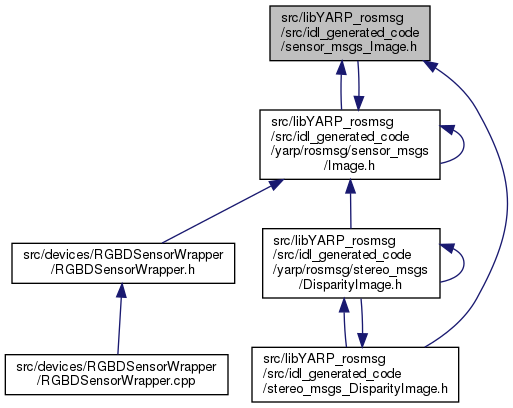 src/libYARP_rosmsg
/src/idl_generated_code
/sensor_msgs_Image.h
src/libYARP_rosmsg
/src/idl_generated_code
/yarp/rosmsg/sensor_msgs
/Image.h
src/devices/RGBDSensorWrapper
/RGBDSensorWrapper.h
src/libYARP_rosmsg
/src/idl_generated_code
/yarp/rosmsg/stereo_msgs
/DisparityImage.h
src/devices/RGBDSensorWrapper
/RGBDSensorWrapper.cpp
src/libYARP_rosmsg
/src/idl_generated_code
/stereo_msgs_DisparityImage.h